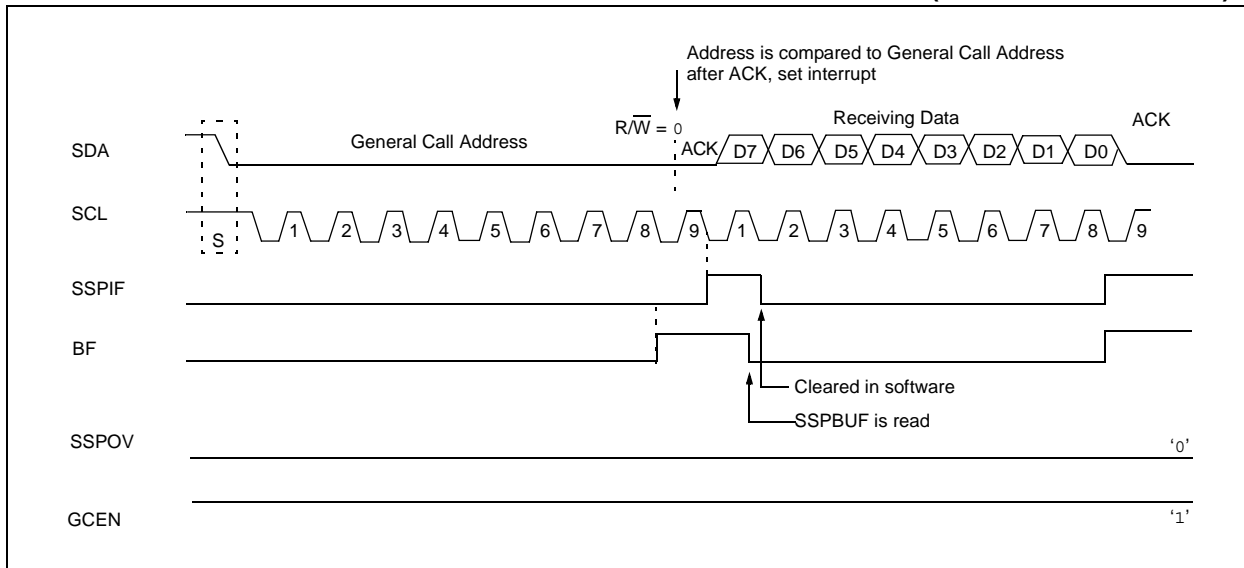 Address is compared to General Call Address
after ACK, set interrupt
R/W̅ = 0
Receiving Data
ACK
SDA
General Call Address
ACK
D7 D6 D5 D4 D3 D2 D1 D0
SCL
S
1 2 3 4 5 6 7 8 9 1 2 3 4 5 6 7 8 9
SSPIF
BF
Cleared in software
SSPBUF is read
SSPOV
‘0’
GCEN
‘1’